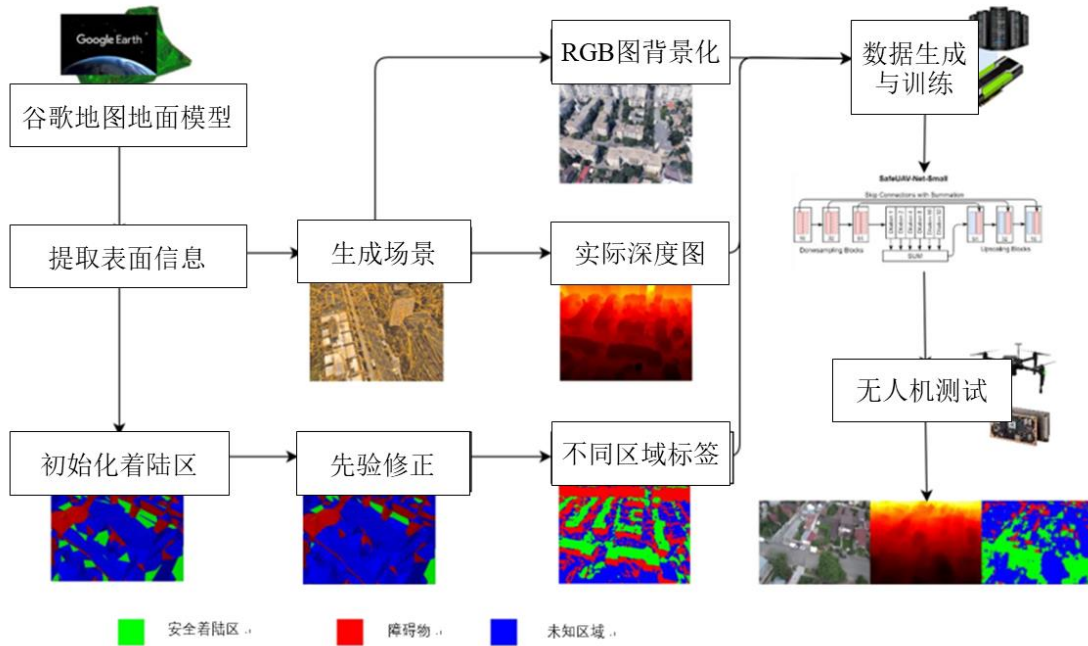 Google Earth
谷歌地图地面模型
RGB图背景化
数据生成
与训练
SafeUAV-Net-Small
Skip Connections with Summation
Downsampling Blocks
SUM
Upscaling Blocks
提取表面信息
生成场景
实际深度图
无人机测试
初始化着陆区
先验修正
不同区域标签
安全着陆区
障碍物
未知区域